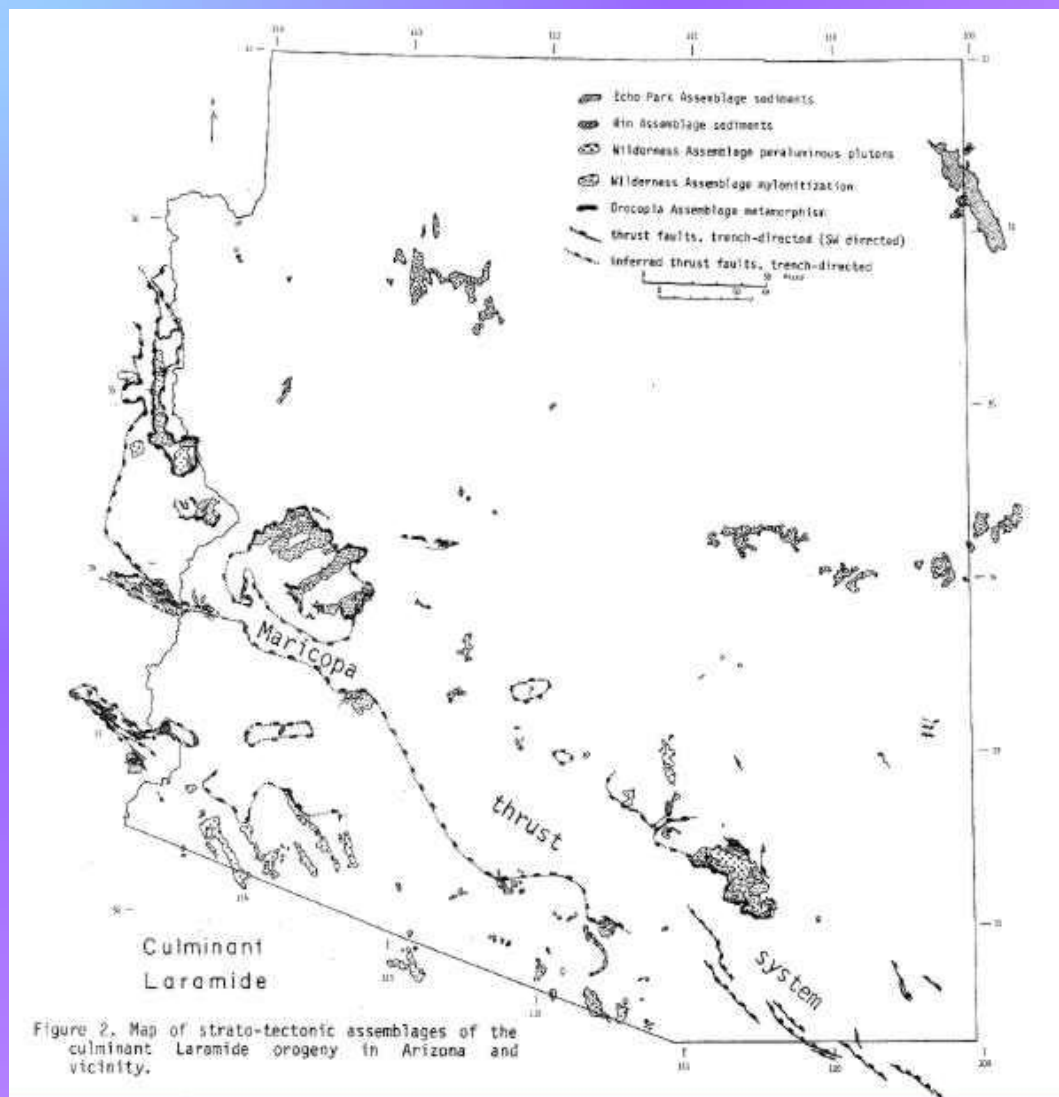 Echo Park Assemblage sediments
Rim Assemblage sediments
Wilderness Assemblage peraluminous plutons
Wilderness Assemblage mylonitization
Orocopia Assemblage metamorphism
thrust faults, trench-directed (SW directed)
inferred thrust faults, trench-directed
Maricopa
thrust
system
Culminant
Laramide
Figure 2. Map of strato-tectonic assemblages of the
culminant Laramide orogeny in Arizona and
vicinity.